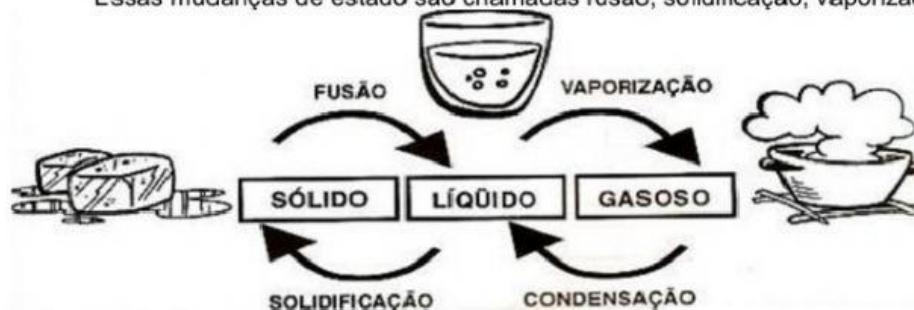 Essas mudanças de estado são chamadas fusão, solidificação,
FUSÃO
VAPORIZAÇÃO
SÓLIDO LÍQÜIDO GASOSO
SOLIDIFICAÇÃO
CONDENSAÇÃO